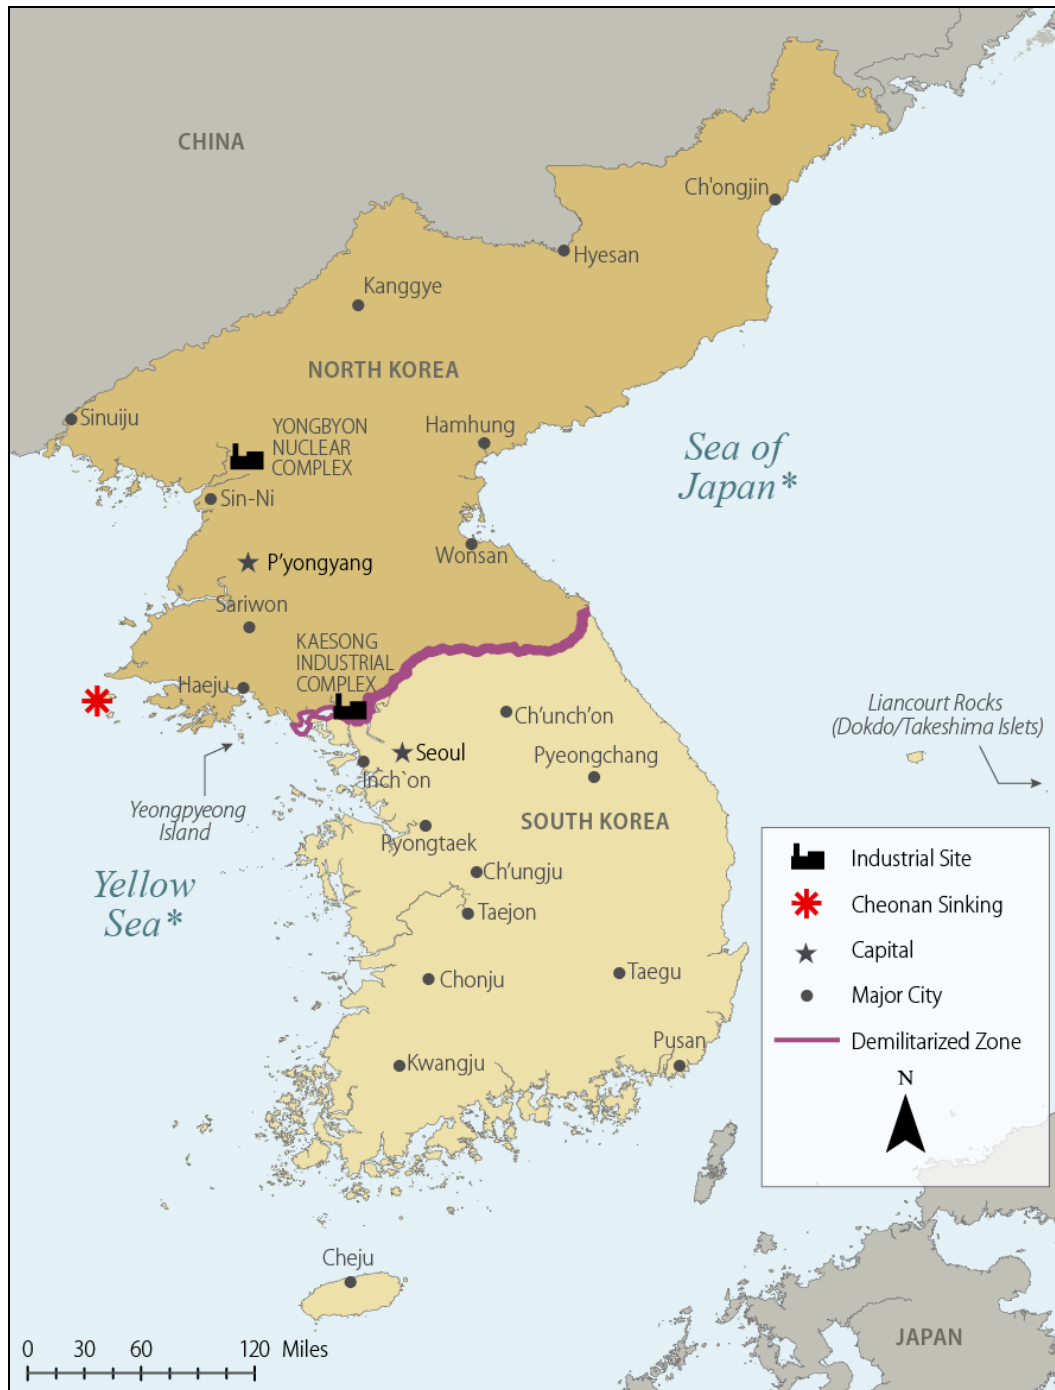 CHINA
Ch'ongjin
Hyesan
Kanggye
NORTH KOREA
Sinuiju
YONGBYON
NUCLEAR
COMPLEX
Hamhung
Sea of
Japan*
Sin-Ni
Wonsan
P'yongyang
Sariwon
KAESONG
INDUSTRIAL
COMPLEX
Haeju
Ch'unch'on
Liancourt Rocks
(Dokdo/Takeshima Islets)
Seoul
Pyeongchang
Inch`on
Yeongpyeong
Island
SOUTH KOREA
Pyongtaek
Yellow
Sea*
Ch'ungju
Taejon
Chonju
Taegu
Pusan
Kwangju
Cheju
JAPAN
Industrial Site
Cheonan Sinking
Capital
Major City
Demilitarized Zone
N
0 30 60 120 Miles